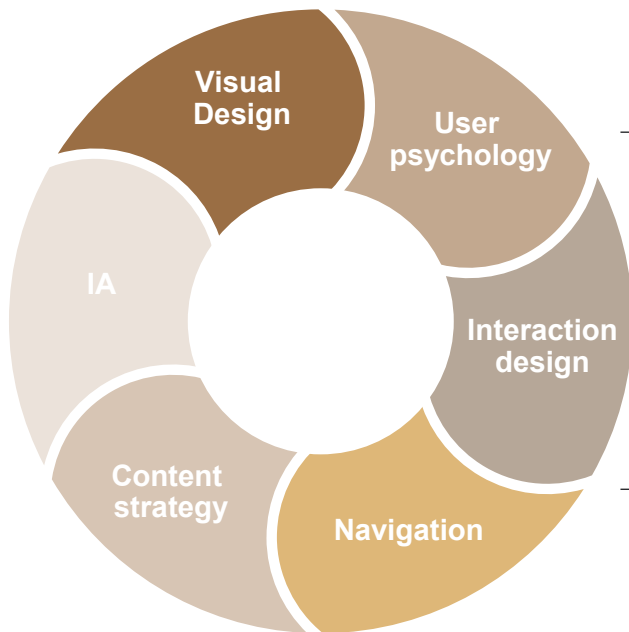 Visual
Design
User
psychology
Interaction
design
Navigation
Content
strategy
IA